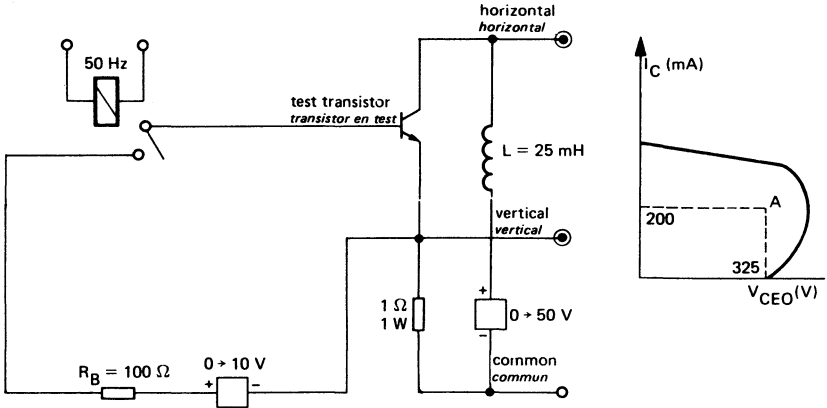 horizontal
horizontal
50 Hz
test transistor
transistor en test
L = 25 mH
vertical
vertical
+
1 Ω
1 W
0 → 50 V
−
common
commun
R_B = 100 Ω
0 → 10 V
+ −
I_C (mA)
A
200
325
V_CEO (V)